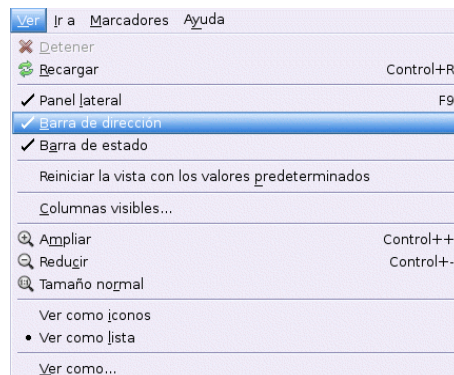 Ver Ir a Marcadores Ayuda
Detener
Recargar Control+R
Panel lateral F9
Barra de dirección
Barra de estado
Reiniciar la vista con los valores predeterminados
Columnas visibles...
Ampliar Control++
Reducir Control+-
Tamaño normal
Ver como iconos
Ver como lista
Ver como...